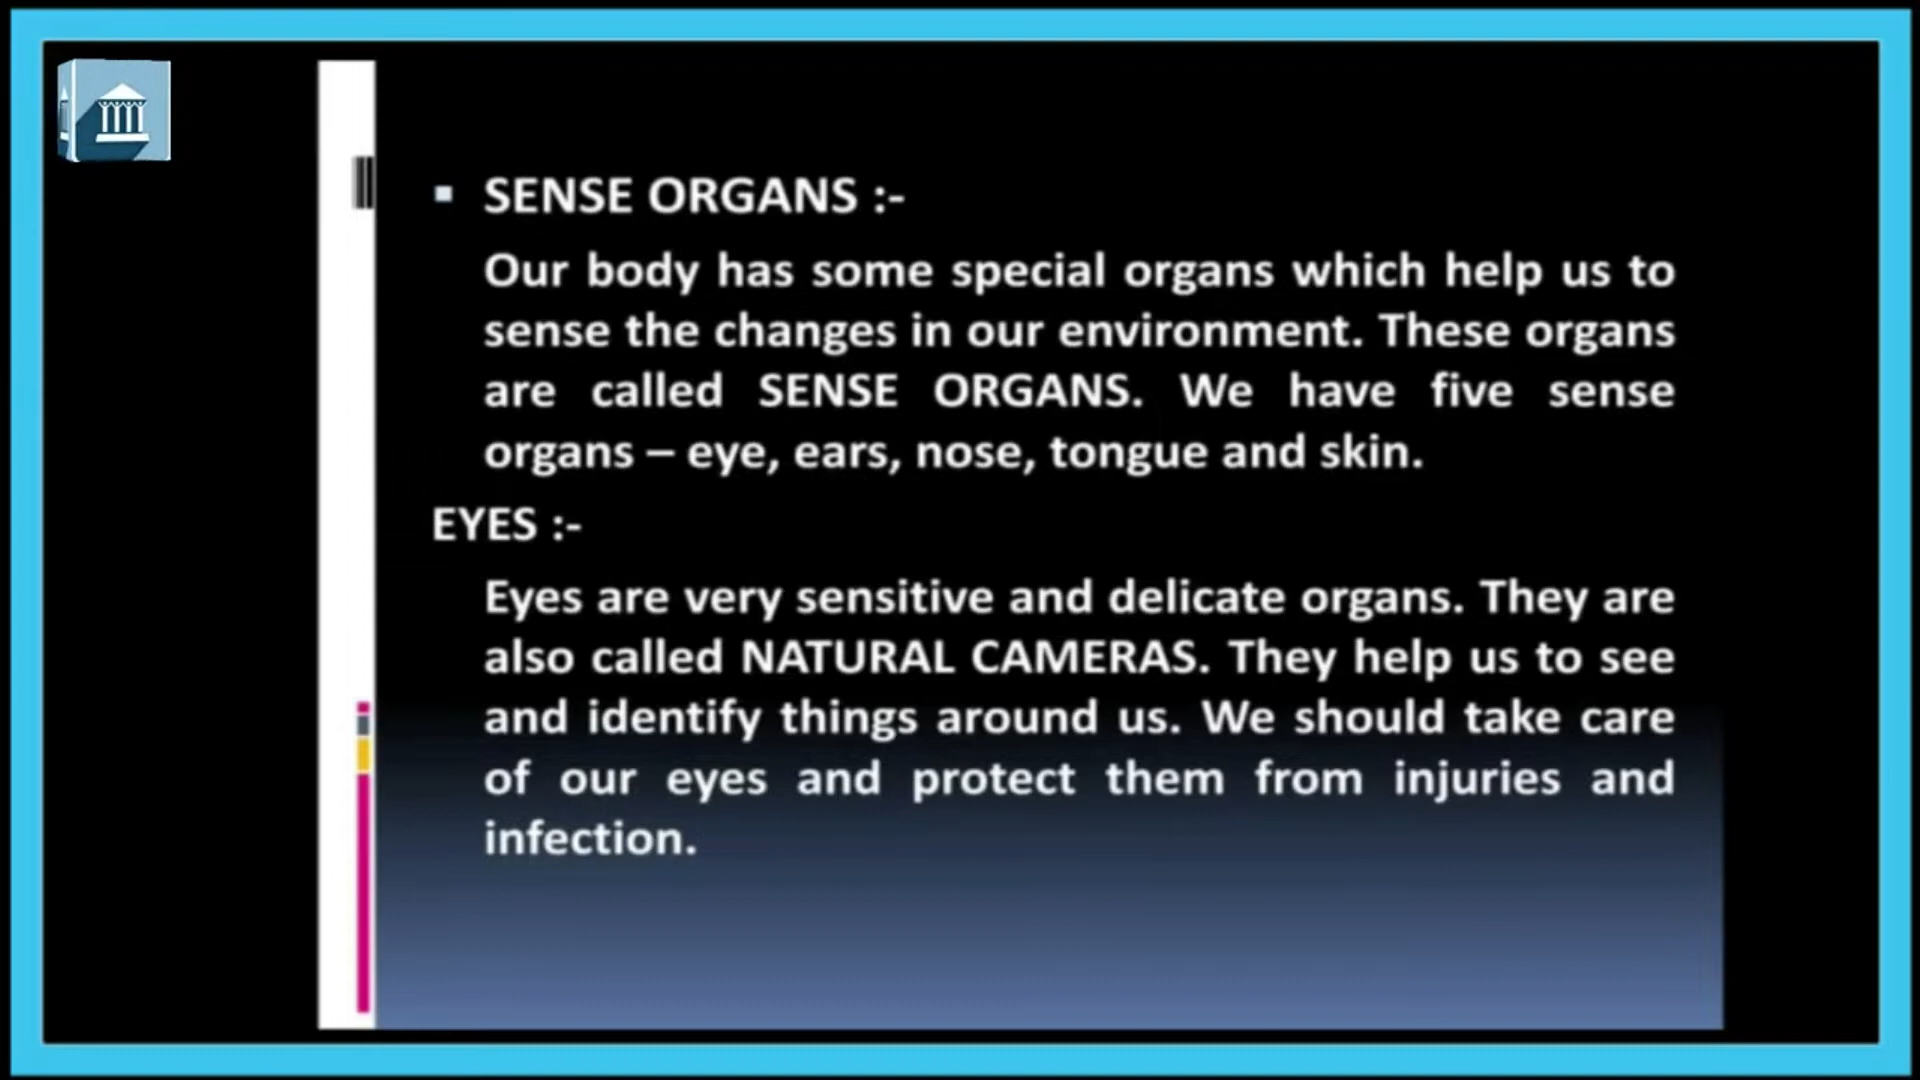 SENSE ORGANS :-
Our body has some special organs which help us to
sense the changes in our environment. These organs
are called SENSE ORGANS. We have five sense
organs – eye, ears, nose, tongue and skin.
EYES :-
Eyes are very sensitive and delicate organs. They are
also called NATURAL CAMERAS. They help us to see
and identify things around us. We should take care
of our eyes and protect them from injuries and
infection.